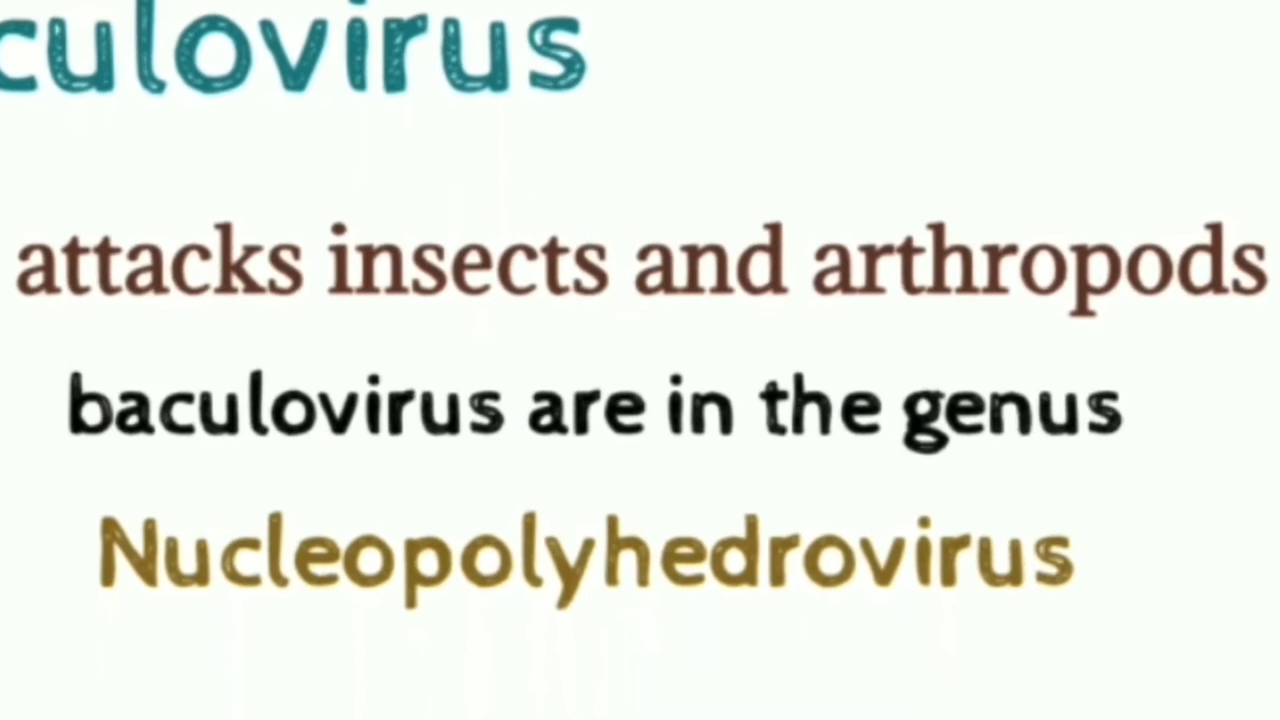 culovirus
attacks insects and arthropods
baculovirus are in the genus
Nucleopolyhedrovirus